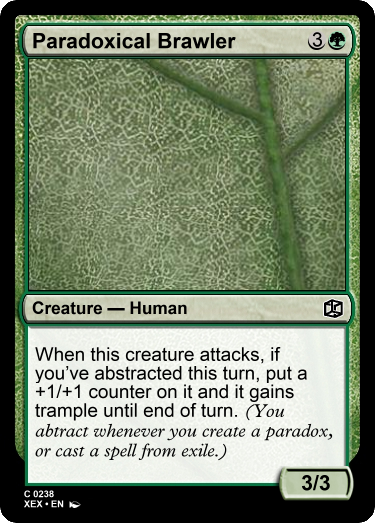 Paradoxical Brawler 3
Creature — Human
When this creature attacks, if
you've abstracted this turn, put a
+1/+1 counter on it and it gains
trample until end of turn. (You
abtract whenever you create a paradox,
or cast a spell from exile.)
3/3
C 0238
XEX • EN